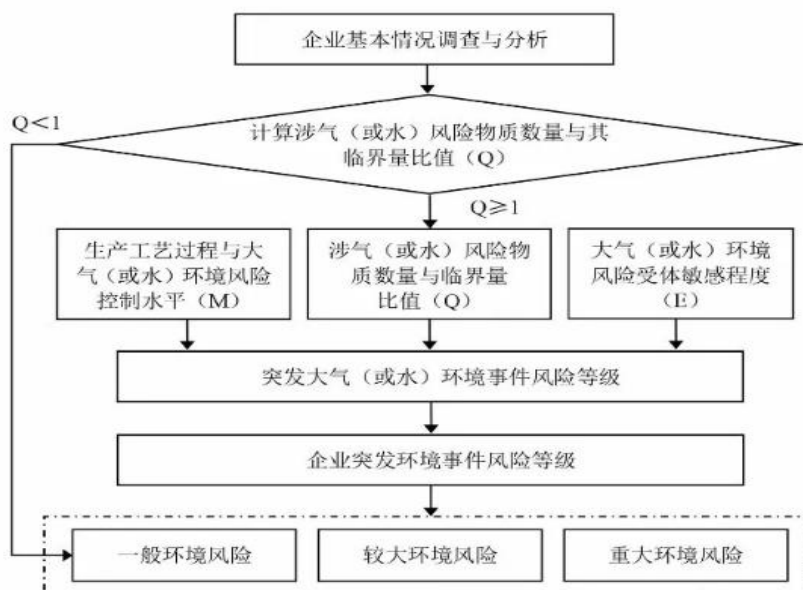 企业基本情况调查与分析
Q＜1
计算涉气（或水）风险物质数量与其
临界量比值（Q）
Q≥1
生产工艺过程与大
气（或水）环境风险
控制水平（M）
涉气（或水）风险物
质数量与临界量
比值（Q）
大气（或水）环境
风险受体敏感程度
（E）
突发大气（或水）环境事件风险等级
企业突发环境事件风险等级
一般环境风险
较大环境风险
重大环境风险